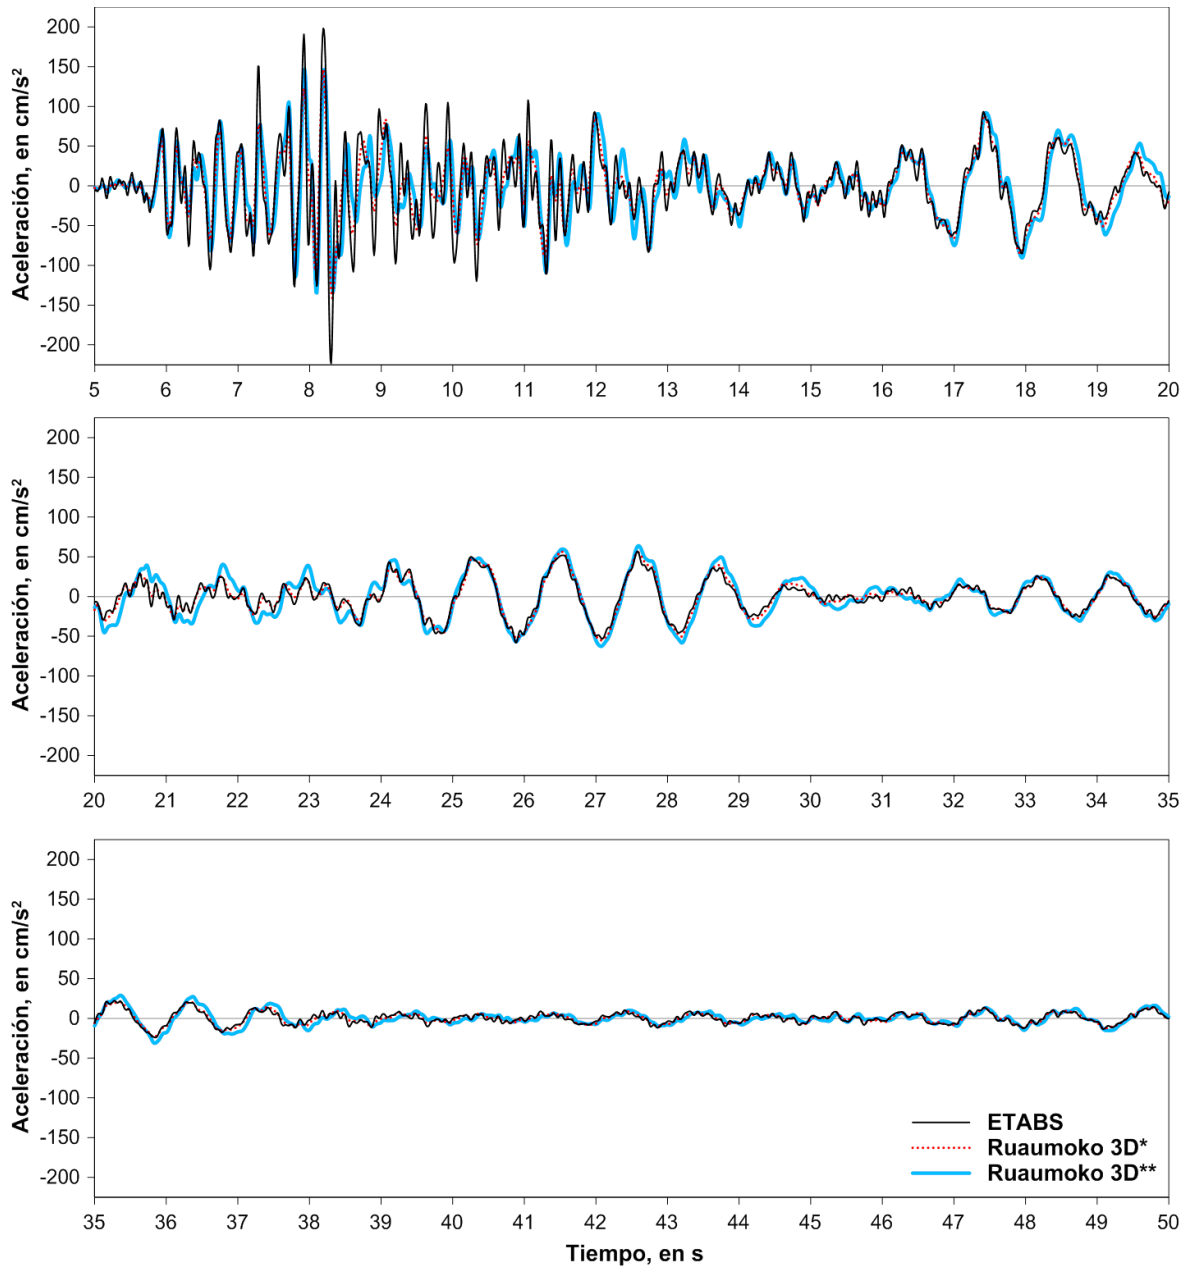 Aceleración, en cm/s²
200
150
100
50
0
-50
-100
-150
-200
5 6 7 8 9 10 11 12 13 14 15 16 17 18 19 20
Aceleración, en cm/s²
200
150
100
50
0
-50
-100
-150
-200
20 21 22 23 24 25 26 27 29 30 31 32 33 34 35
Aceleración, en cm/s²
200
150
100
50
0
-50
-100
-150
-200
35 36 37 38 39 40 41 42 43 44 45 46 47 48 49 50
ETABS
Ruaumoko 3D*
Ruaumoko 3D**
Tiempo, en s